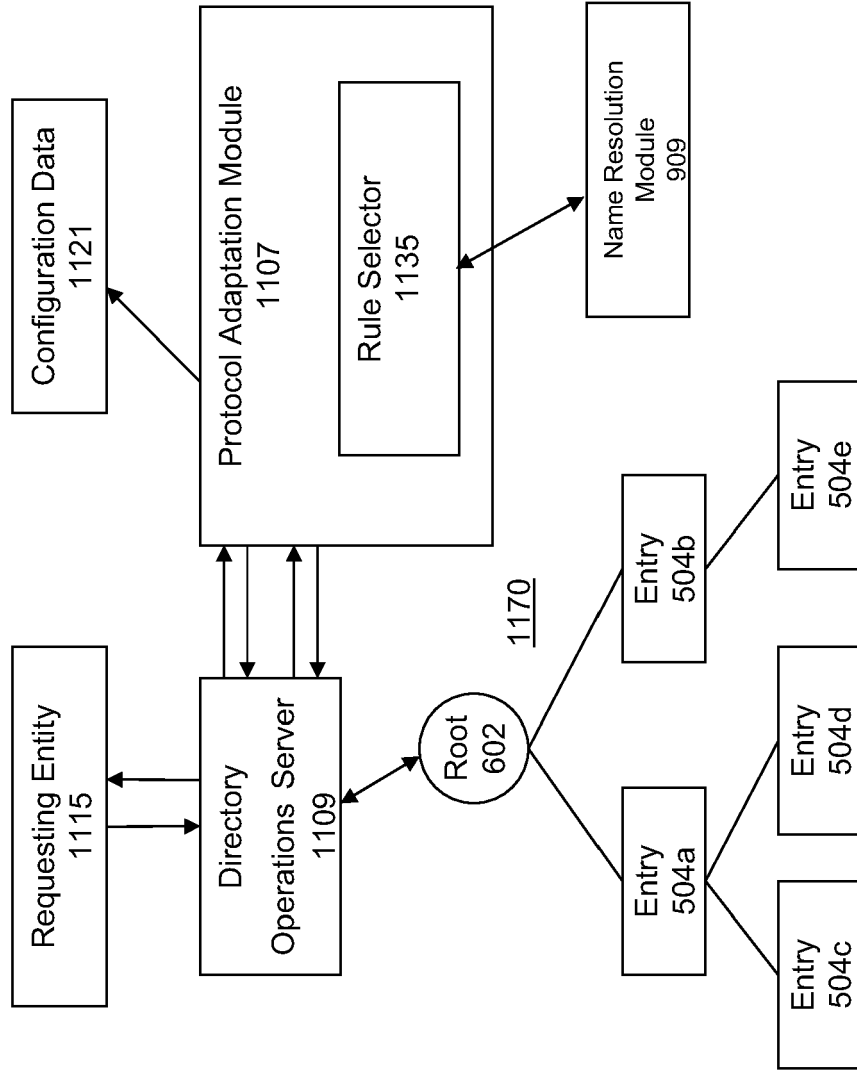 Requesting Entity
1115
Configuration Data
1121
Directory
Operations Server
1109
Protocol Adaptation Module
1107
Rule Selector
1135
Name Resolution
Module
909
Root
602
1170
Entry
504a
Entry
504b
Entry
504c
Entry
504d
Entry
504e